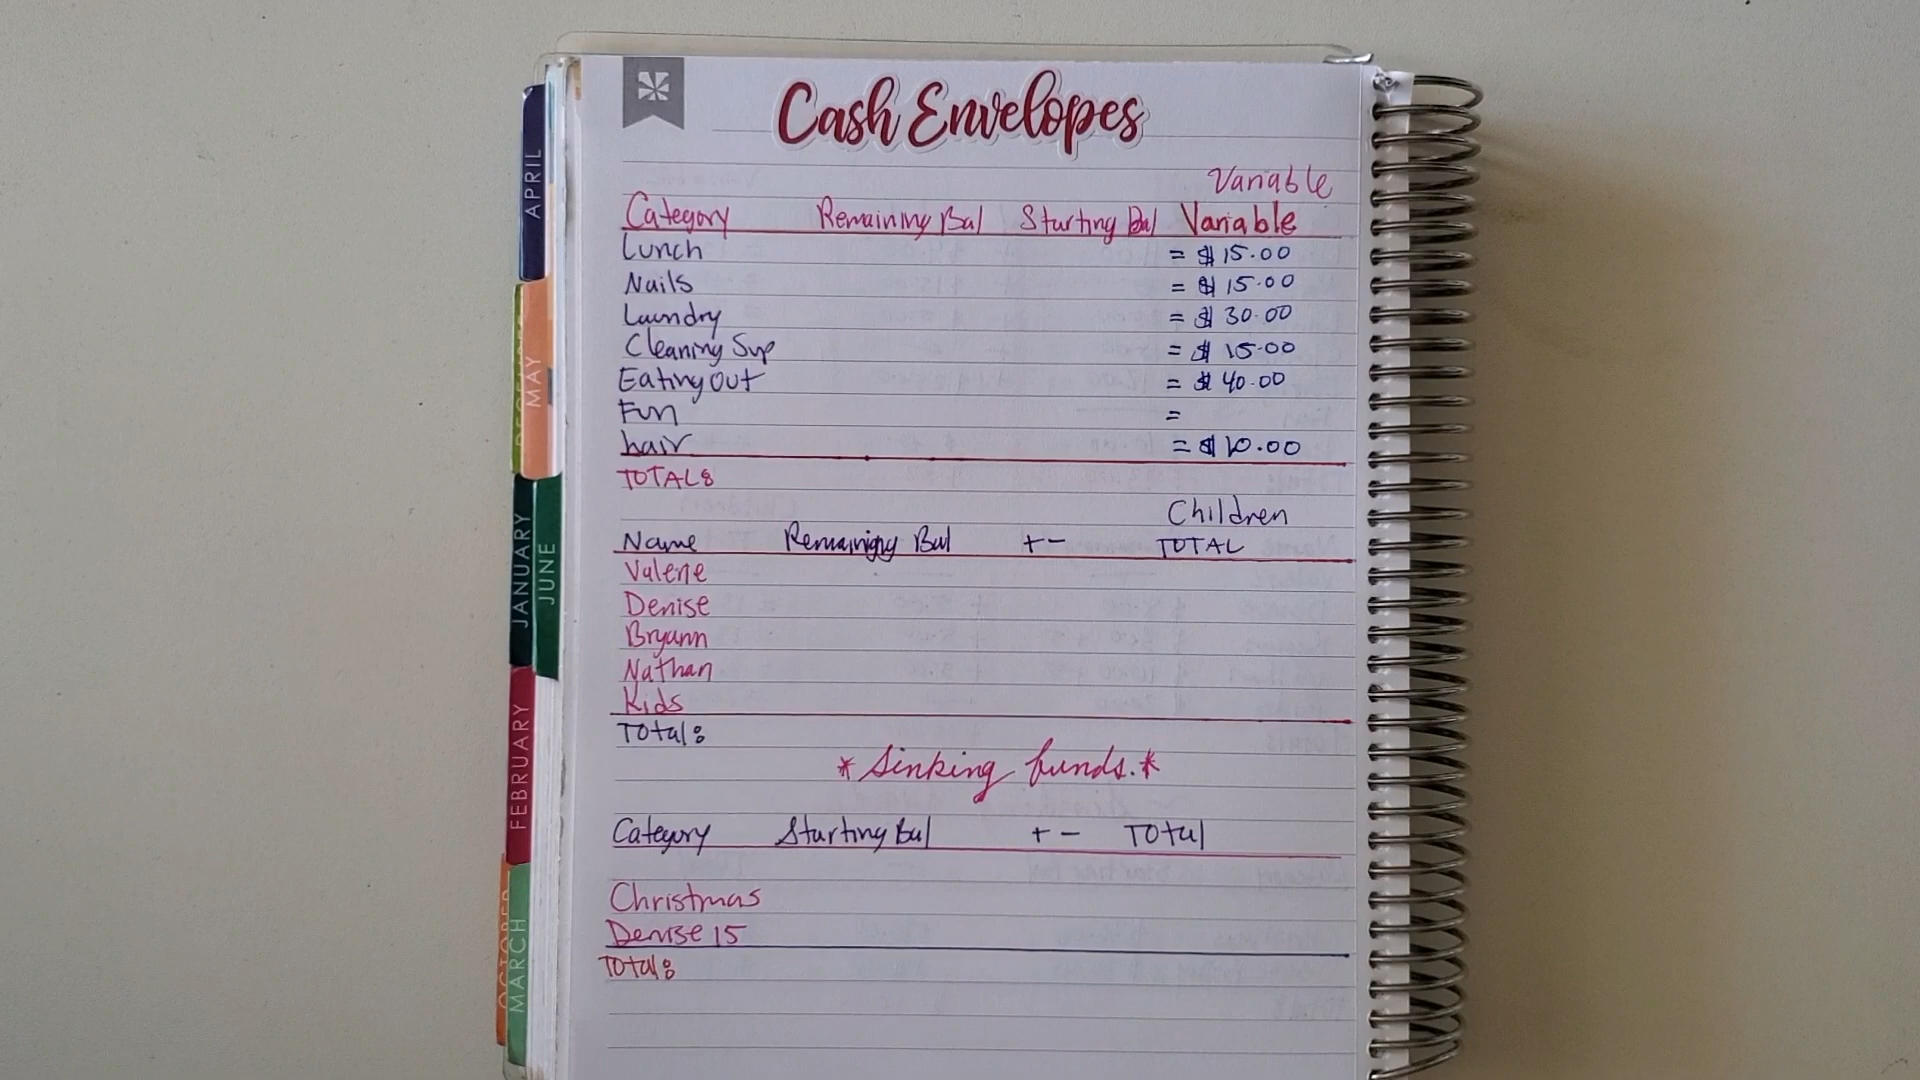 Cash Envelopes
Variable
Category Remaining Bal Starting Bal Variable
Lunch = $15.00
Nails = $15.00
Laundry = $30.00
Cleaning Sup = $15.00
Eating Out = $40.00
Fun =
hair = $10.00
TOTAL:
Children
Name Remaining Bal + - TOTAL
Valerie
Denise
Bryann
Nathan
Kids
Total:
*Sinking funds.*
Category Starting Bal + - Total
Christmas
Denise 15
Total:
APRIL
MAY
JANUARY
JUNE
FEBRUARY
OCTOBER
MARCH